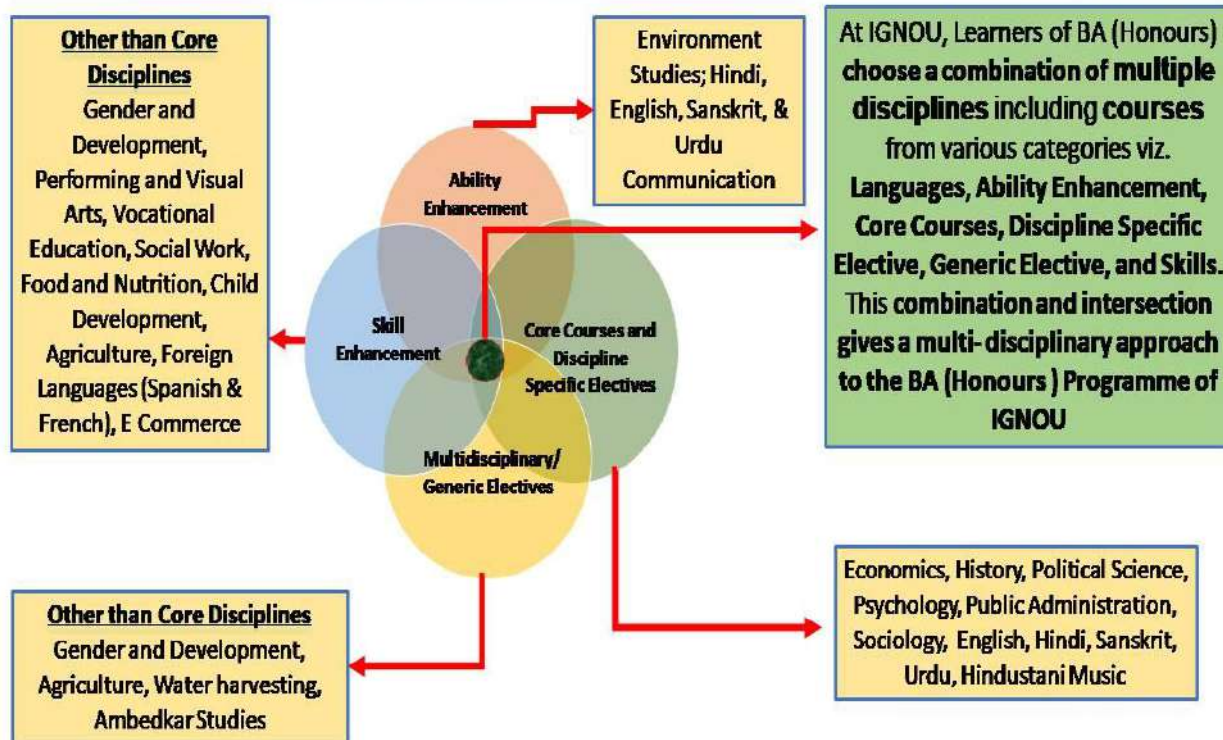 Other than Core
Disciplines
Gender and
Development,
Performing and Visual
Arts, Vocational
Education, Social Work,
Food and Nutrition, Child
Development,
Agriculture, Foreign
Languages (Spanish &
French), E Commerce
Environment
Studies; Hindi,
English, Sanskrit, &
Urdu
Communication
At IGNOU, Learners of BA (Honours)
choose a combination of multiple
disciplines including courses
from various categories viz.
Languages, Ability Enhancement,
Core Courses, Discipline Specific
Elective, Generic Elective, and Skills.
This combination and intersection
gives a multi- disciplinary approach
to the BA (Honours ) Programme of
IGNOU
Ability
Enhancement
Skill
Enhancement
Core Courses and
Discipline
Specific Electives
Multidisciplinary/
Generic Electives
Other than Core Disciplines
Gender and Development,
Agriculture, Water harvesting,
Ambedkar Studies
Economics, History, Political Science,
Psychology, Public Administration,
Sociology, English, Hindi, Sanskrit,
Urdu, Hindustani Music